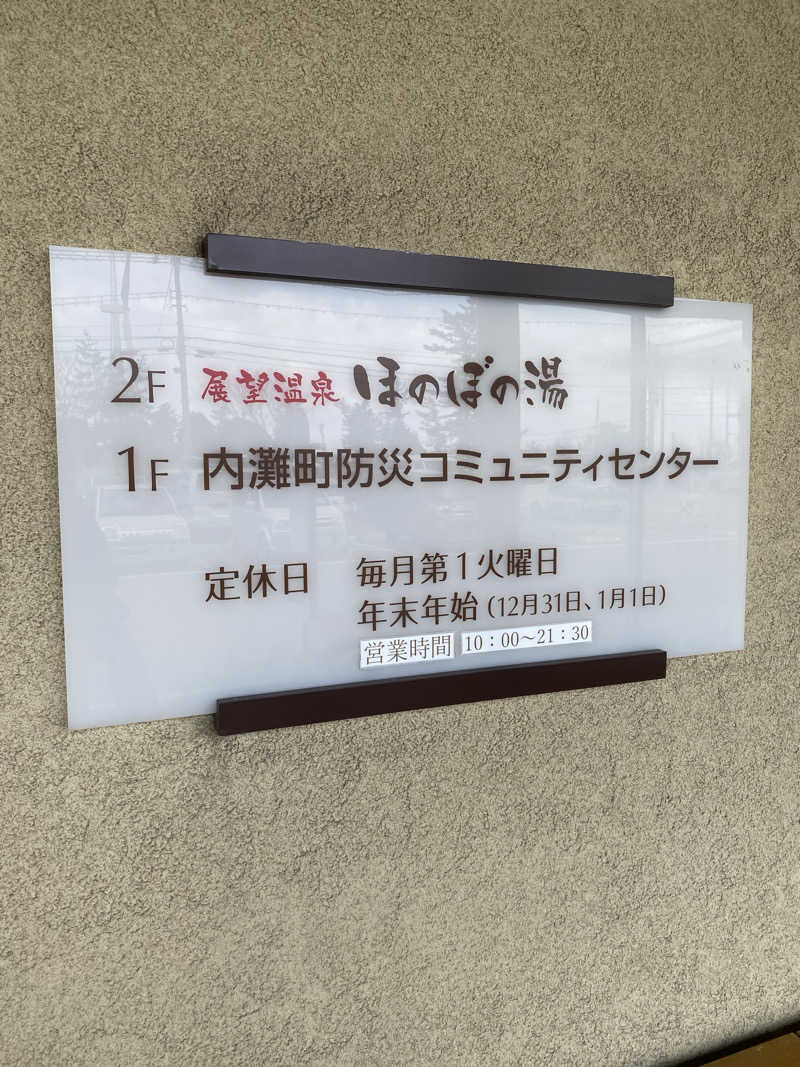 2F 展望温泉 ほのぼの湯
1F 内灘町防災コミュニティセンター
定休日 毎月第1火曜日
年末年始(12月31日、1月1日)
営業時間 10:00～21:30